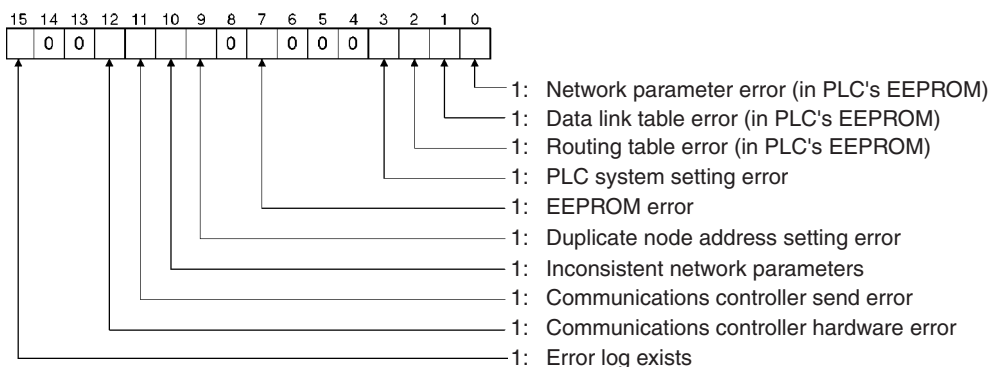 15 14 13 12 11 10 9 8 7 6 5 4 3 2 1 0
0 0 0 0 0 0
1: Network parameter error (in PLC's EEPROM)
1: Data link table error (in PLC's EEPROM)
1: Routing table error (in PLC's EEPROM)
1: PLC system setting error
1: EEPROM error
1: Duplicate node address setting error
1: Inconsistent network parameters
1: Communications controller send error
1: Communications controller hardware error
1: Error log exists